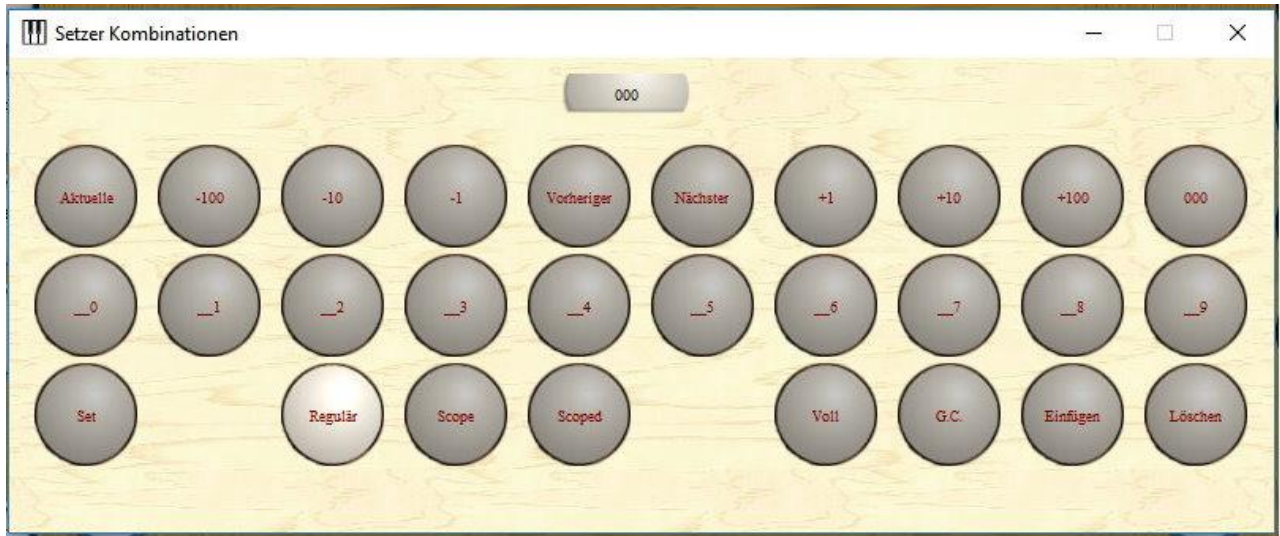 Setzer Kombinationen
000
Aktuelle -100 -10 -1 Vorheriger Nächster +1 +10 +100 000
__0 __1 __2 __3 __4 __5 __6 __7 __8 __9
Set Regulär Scope Scoped Voll G.C. Einfügen Löschen